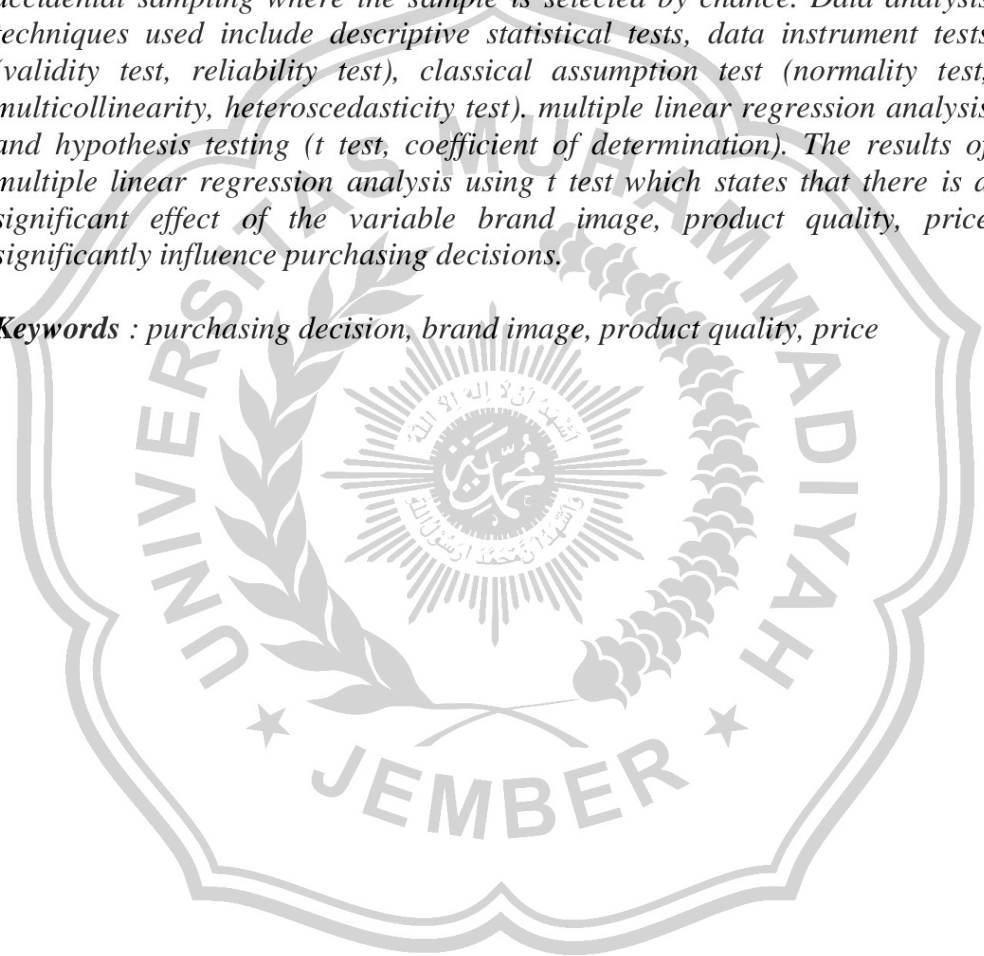 accidental sampling where the sample is selected by chance. Data analysis
techniques used include descriptive statistical tests, data instrument tests
(validity test, reliability test), classical assumption test (normality test,
multicollinearity, heteroscedasticity test). multiple linear regression analysis
and hypothesis testing (t test, coefficient of determination). The results of
multiple linear regression analysis using t test which states that there is a
significant effect of the variable brand image, product quality, price
significantly influence purchasing decisions.
Keywords : purchasing decision, brand image, product quality, price
UNIVERSITAS MUHAMMADIYAH
JEMBER